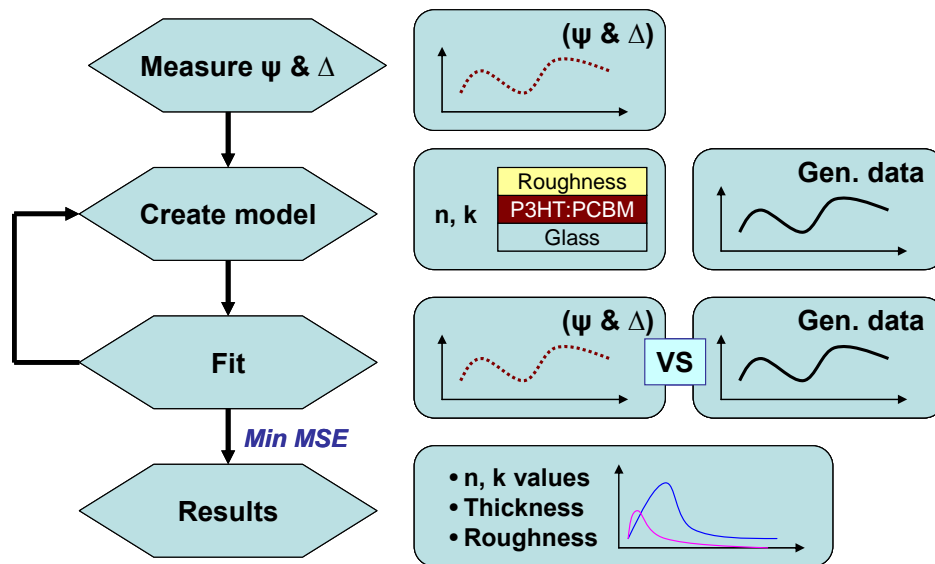 Measure ψ & Δ
(ψ & Δ)
Create model
n, k
Roughness
P3HT:PCBM
Glass
Gen. data
Fit
(ψ & Δ)
VS
Gen. data
Min MSE
Results
• n, k values
• Thickness
• Roughness